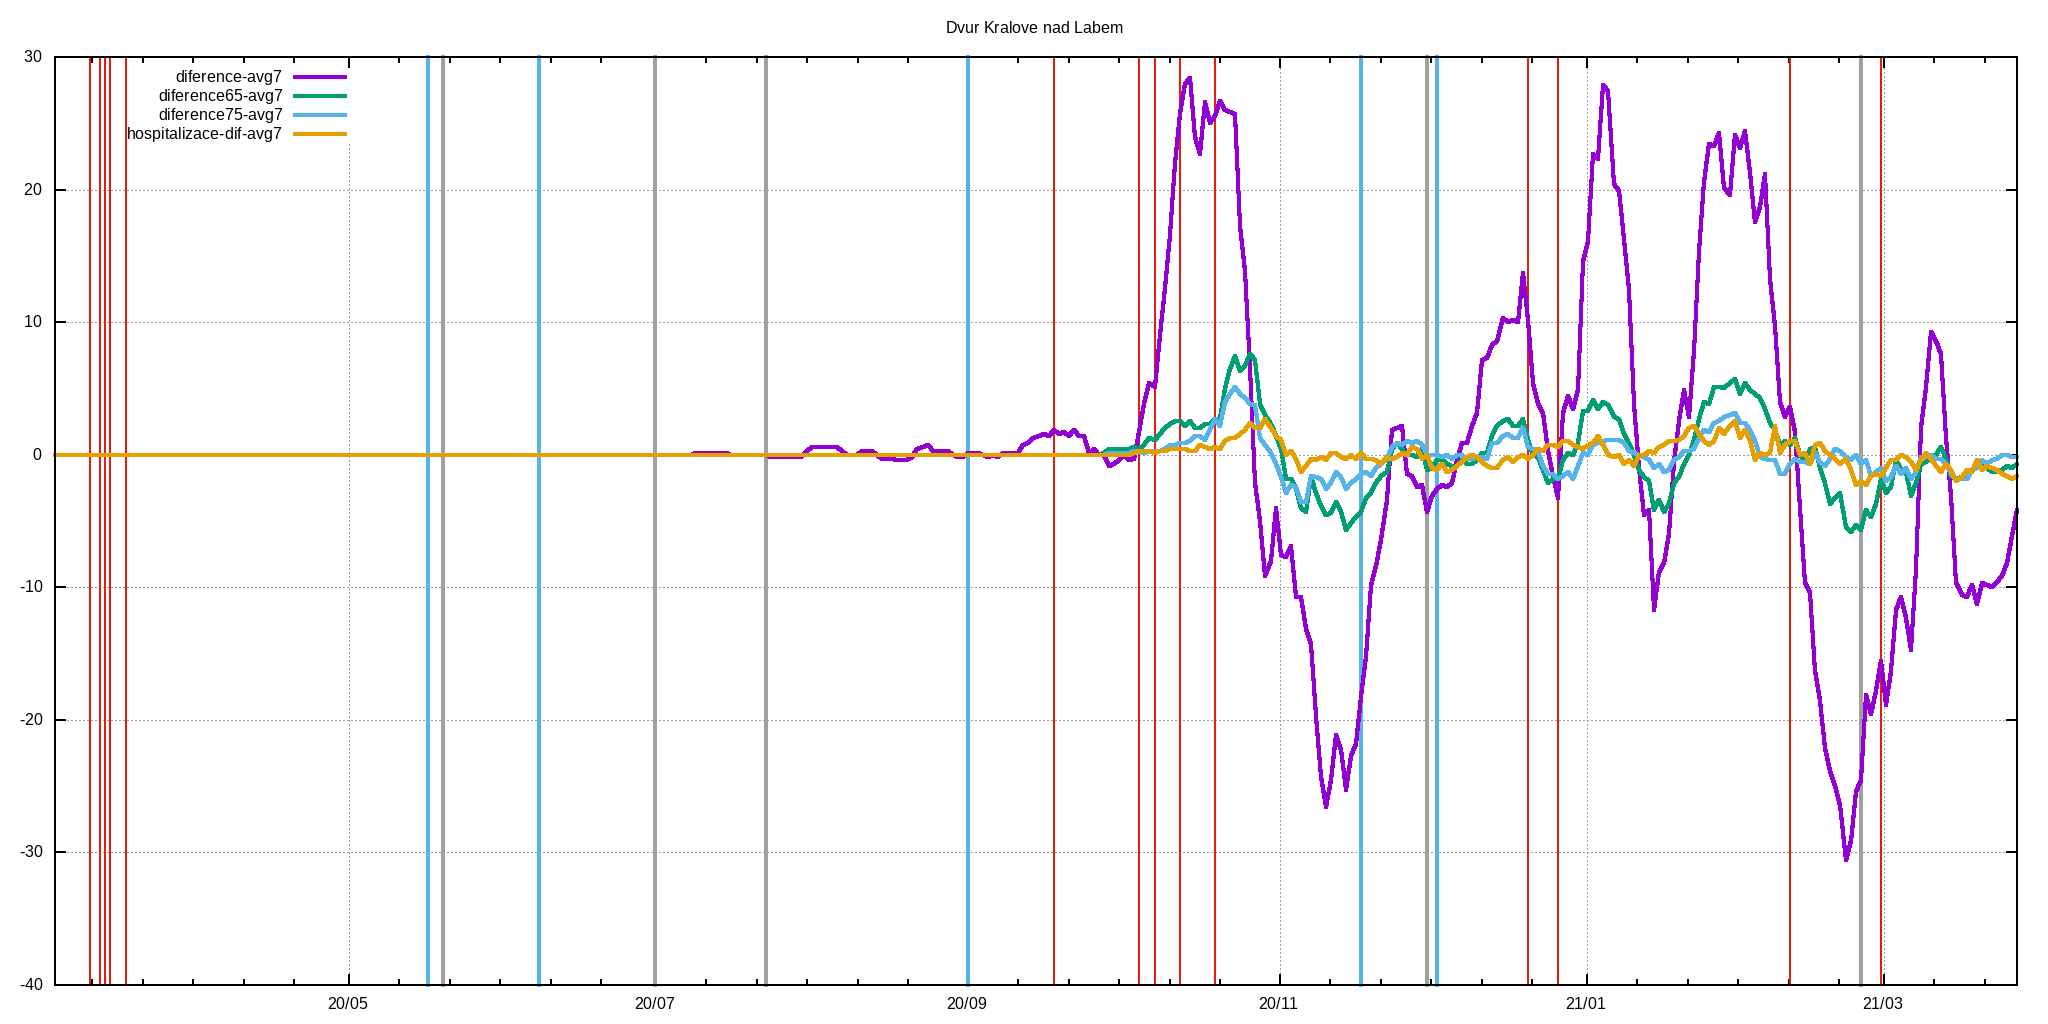 Dvur Kralove nad Labem
30
20
10
0
-10
-20
-30
-40
diference-avg7
diference65-avg7
diference75-avg7
hospitalizace-dif-avg7
20/05
20/07
20/09
20/11
21/01
21/03